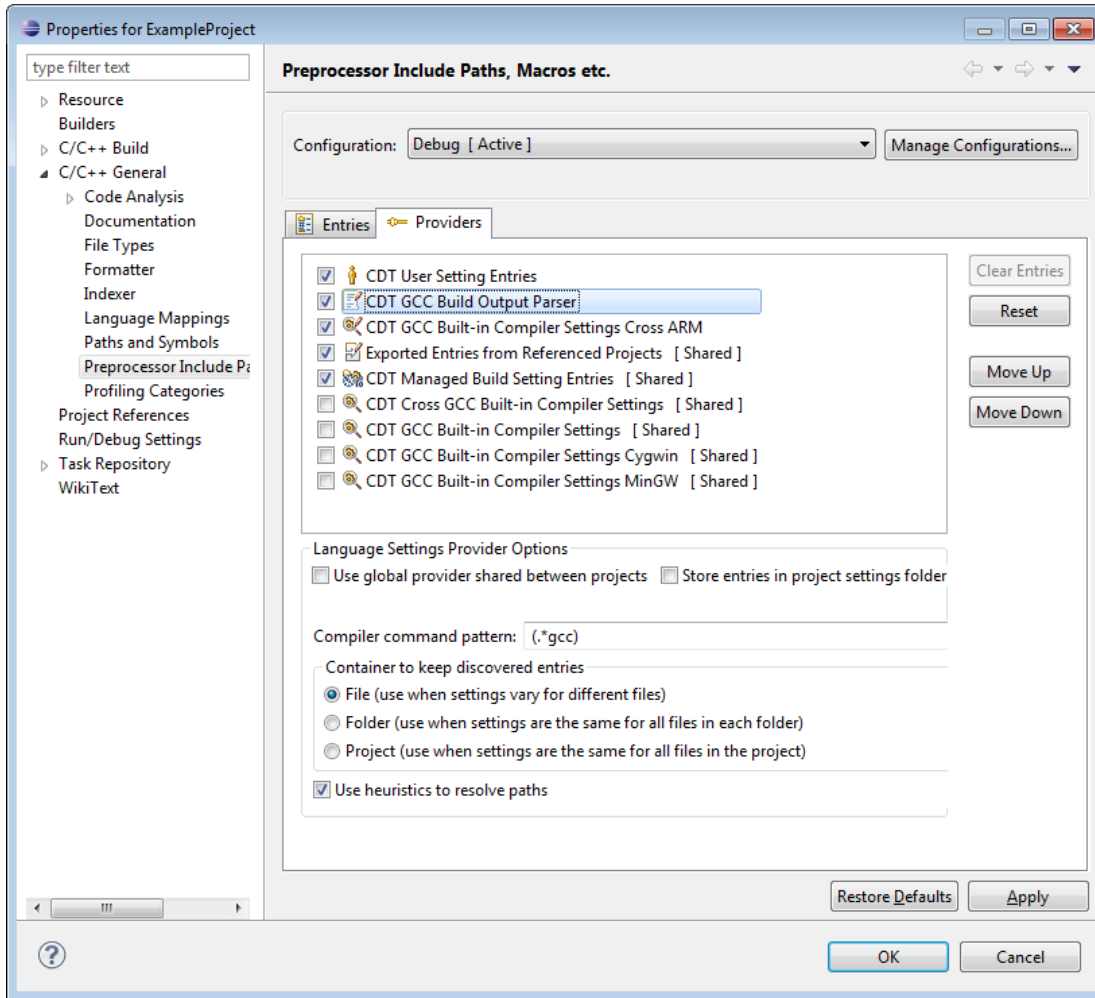 Properties for ExampleProject
type filter text
Resource
Builders
C/C++ Build
C/C++ General
Code Analysis
Documentation
File Types
Formatter
Indexer
Language Mappings
Paths and Symbols
Preprocessor Include Pa
Profiling Categories
Project References
Run/Debug Settings
Task Repository
WikiText
Preprocessor Include Paths, Macros etc.
Configuration: Debug [ Active ] Manage Configurations...
Entries Providers
CDT User Setting Entries
CDT GCC Build Output Parser
CDT GCC Built-in Compiler Settings Cross ARM
Exported Entries from Referenced Projects [ Shared ]
CDT Managed Build Setting Entries [ Shared ]
CDT Cross GCC Built-in Compiler Settings [ Shared ]
CDT GCC Built-in Compiler Settings [ Shared ]
CDT GCC Built-in Compiler Settings Cygwin [ Shared ]
CDT GCC Built-in Compiler Settings MinGW [ Shared ]
Clear Entries
Reset
Move Up
Move Down
Language Settings Provider Options
Use global provider shared between projects Store entries in project settings folder
Compiler command pattern: (.*gcc)
Container to keep discovered entries
File (use when settings vary for different files)
Folder (use when settings are the same for all files in each folder)
Project (use when settings are the same for all files in the project)
Use heuristics to resolve paths
Restore Defaults Apply
OK Cancel